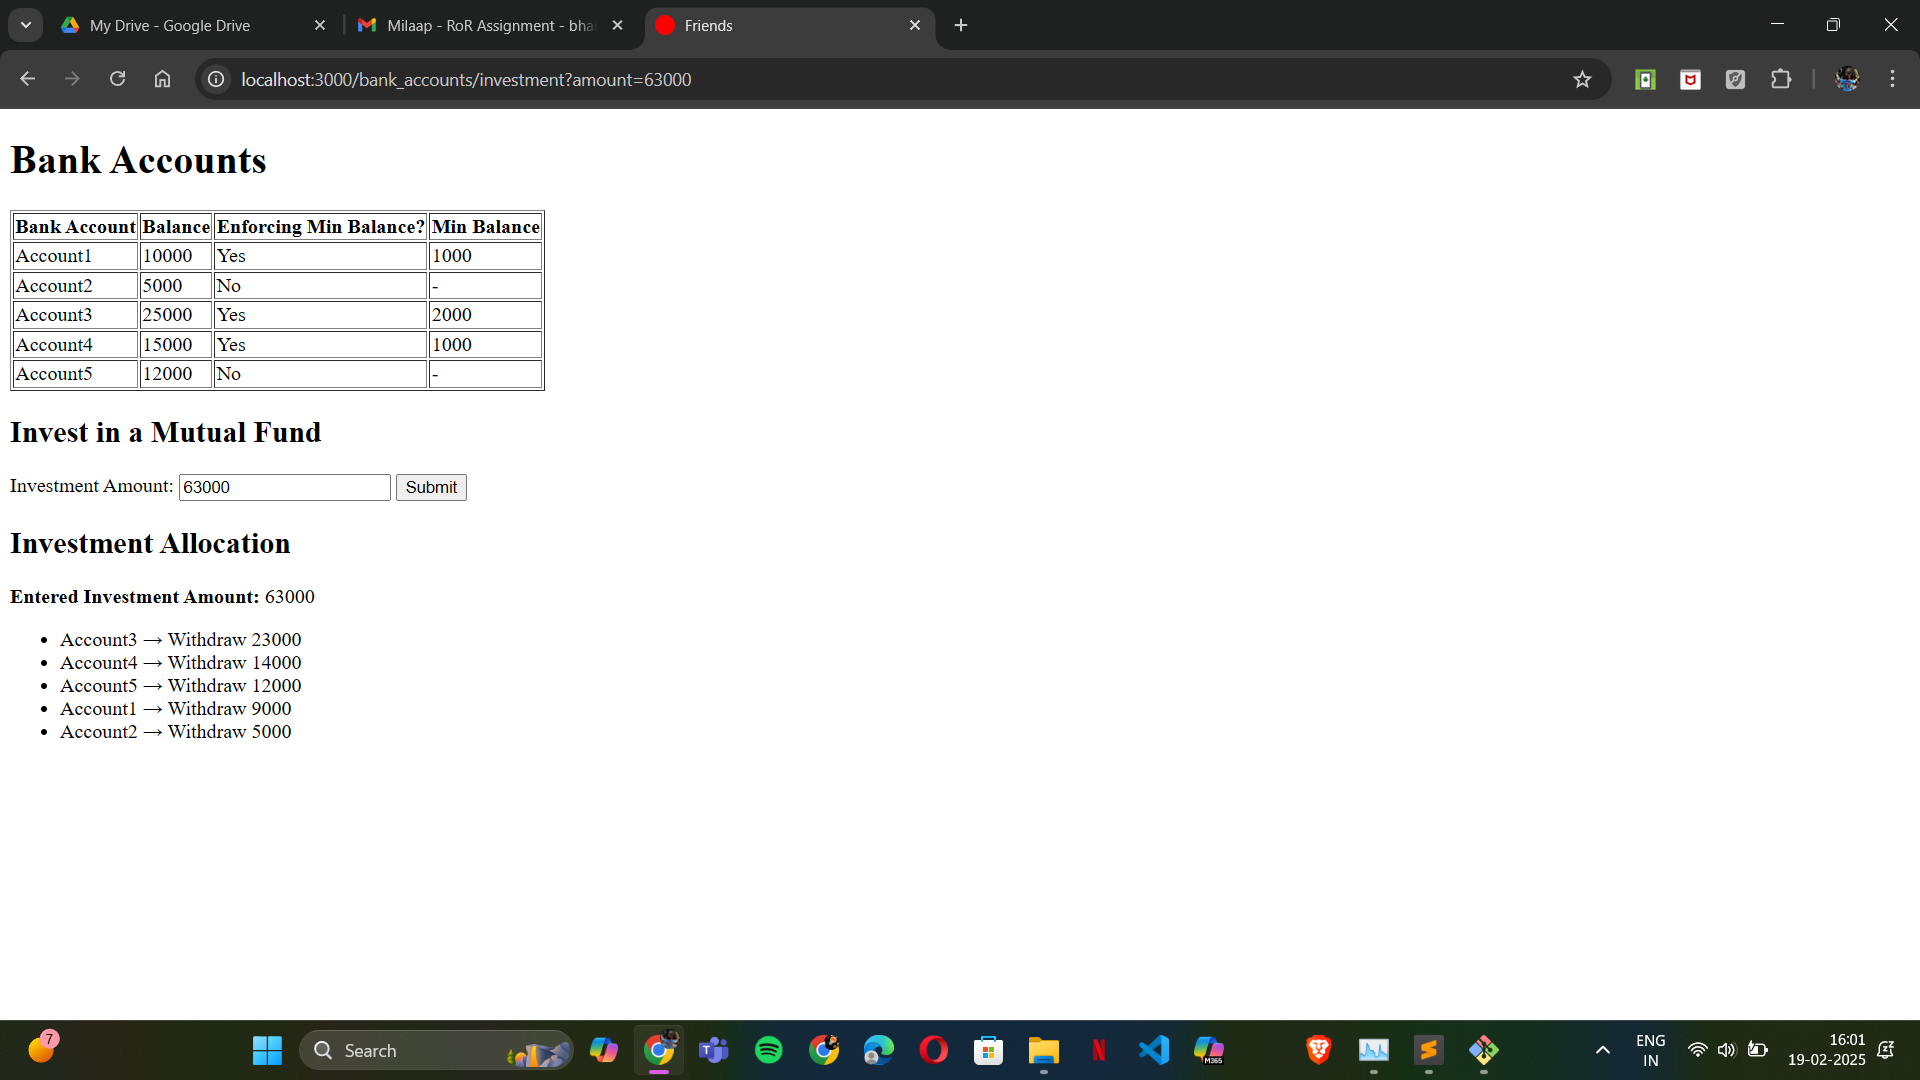 My Drive - Google Drive
Milaap - RoR Assignment - bha
Friends
localhost:3000/bank_accounts/investment?amount=63000
Bank Accounts
Bank Account Balance Enforcing Min Balance? Min Balance
Account1 10000 Yes 1000
Account2 5000 No -
Account3 25000 Yes 2000
Account4 15000 Yes 1000
Account5 12000 No -
Invest in a Mutual Fund
Investment Amount: 63000 Submit
Investment Allocation
Entered Investment Amount: 63000
• Account3 → Withdraw 23000
• Account4 → Withdraw 14000
• Account5 → Withdraw 12000
• Account1 → Withdraw 9000
• Account2 → Withdraw 5000
7
Search
M365
ENG
IN
16:01
19-02-2025